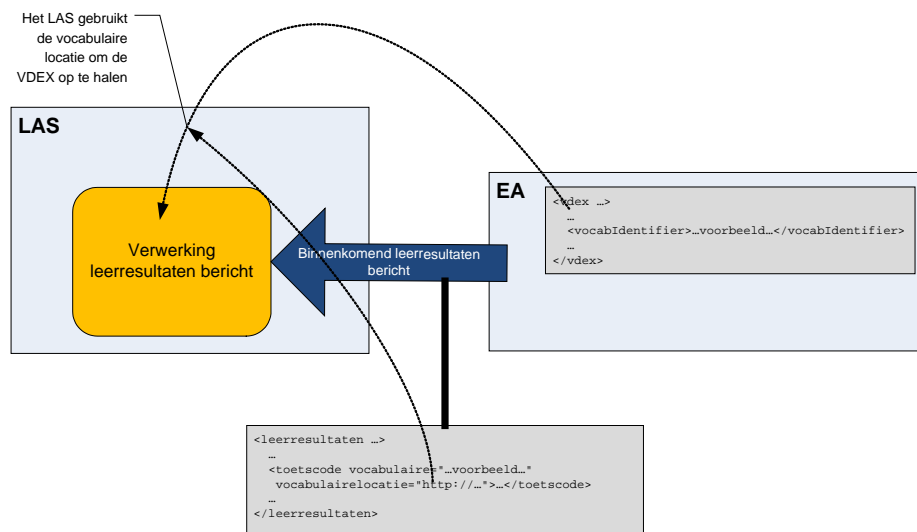 Het LAS gebruikt
de vocabulaire
locatie om de
VDEX op te halen
LAS
Verwerking
leerresultaten bericht
Binnenkomend leerresultaten
bericht
EA
<vdex …>
…
<vocabIdentifier>…voorbeeld…</vocabIdentifier>
…
</vdex>
<leerresultaten …>
…
<toetscode vocabulaire="…voorbeeld…"
vocabulairelocatie="http://…">…</toetscode>
…
</leerresultaten>